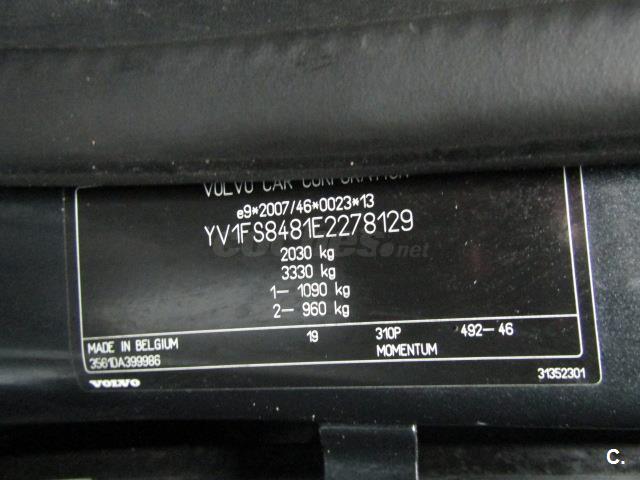 VOLVO CAR CORPORATION
e9*2007/46*0023*13
YV1FS8481E2278129
2030 kg
3330 kg
1- 1090 kg
2- 960 kg
MADE IN BELGIUM 19 310P 492-46
MOMENTUM
3561DA399986
VOLVO 31352301
C.